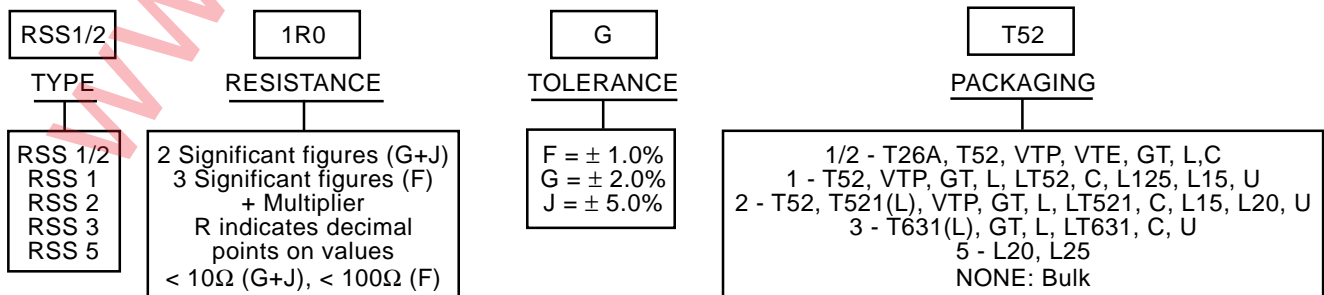 RSS1/2 1R0 G T52
TYPE RESISTANCE TOLERANCE PACKAGING
RSS 1/2
RSS 1
RSS 2
RSS 3
RSS 5
2 Significant figures (G+J)
3 Significant figures (F)
+ Multiplier
R indicates decimal
points on values
< 10Ω (G+J), < 100Ω (F)
F = ± 1.0%
G = ± 2.0%
J = ± 5.0%
1/2 - T26A, T52, VTP, VTE, GT, L,C
1 - T52, VTP, GT, L, LT52, C, L125, L15, U
2 - T52, T521(L), VTP, GT, L, LT521, C, L15, L20, U
3 - T631(L), GT, L, LT631, C, U
5 - L20, L25
NONE: Bulk